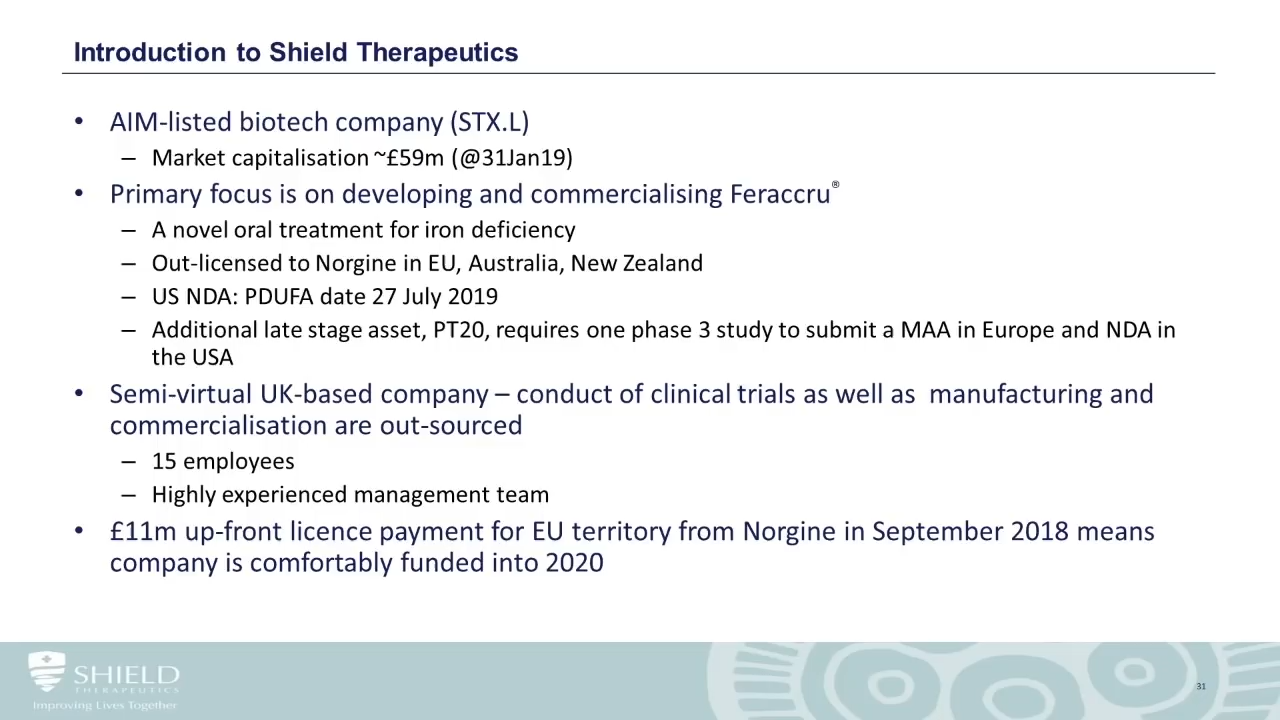 Introduction to Shield Therapeutics
• AIM-listed biotech company (STX.L)
– Market capitalisation ~£59m (@31Jan19)
• Primary focus is on developing and commercialising Feraccru®
– A novel oral treatment for iron deficiency
– Out-licensed to Norgine in EU, Australia, New Zealand
– US NDA: PDUFA date 27 July 2019
– Additional late stage asset, PT20, requires one phase 3 study to submit a MAA in Europe and NDA in
the USA
• Semi-virtual UK-based company – conduct of clinical trials as well as  manufacturing and
commercialisation are out-sourced
– 15 employees
– Highly experienced management team
• £11m up-front licence payment for EU territory from Norgine in September 2018 means
company is comfortably funded into 2020
SHIELD
THERAPEUTICS
Improving Lives Together
31